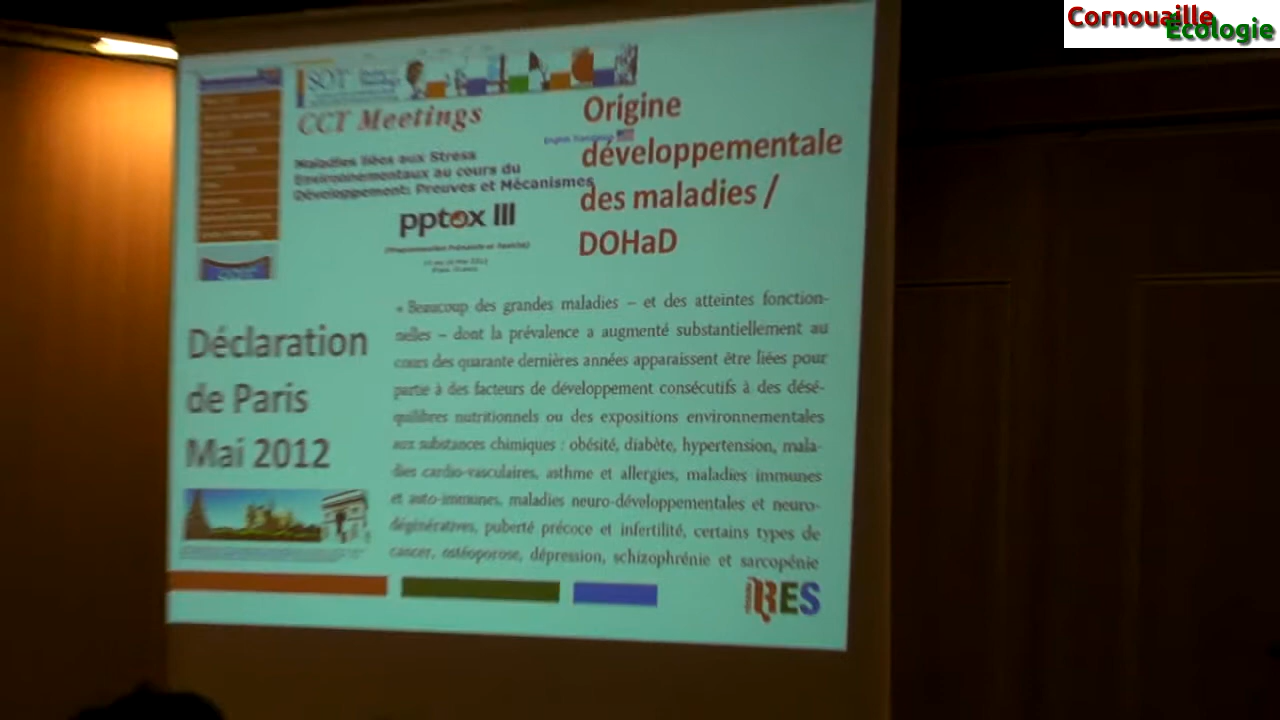 Cornouaille
Ecologie
SOT
CCT Meetings
Origine
développementale
des maladies /
DOHaD
Maladies liées aux Stress
Environnementaux au cours du
Développement: Preuves et Mécanismes
pptox III
Déclaration
de Paris
Mai 2012
« Beaucoup des grandes maladies – et des atteintes fonction-
nelles – dont la prévalence a augmenté substantiellement au
cours des quarante dernières années apparaissent être liées pour
partie à des facteurs de développement consécutifs à des désé-
quilibres nutritionnels ou des expositions environnementales
aux substances chimiques : obésité, diabète, hypertension, mala-
dies cardio-vasculaires, asthme et allergies, maladies immunes
et auto-immunes, maladies neuro-développementales et neuro-
dégénératives, puberté précoce et infertilité, certains types de
cancer, ostéoporose, dépression, schizophrénie et sarcopénie
RES